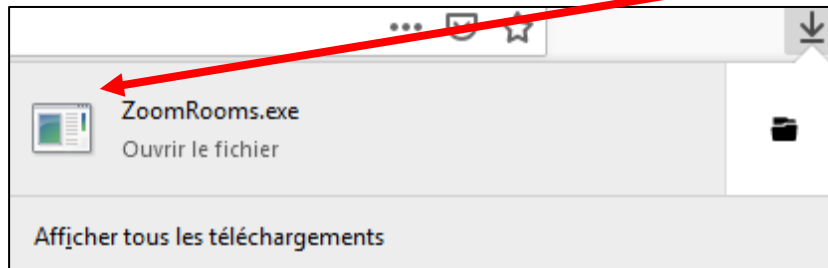 ZoomRooms.exe
Ouvrir le fichier
Afficher tous les téléchargements